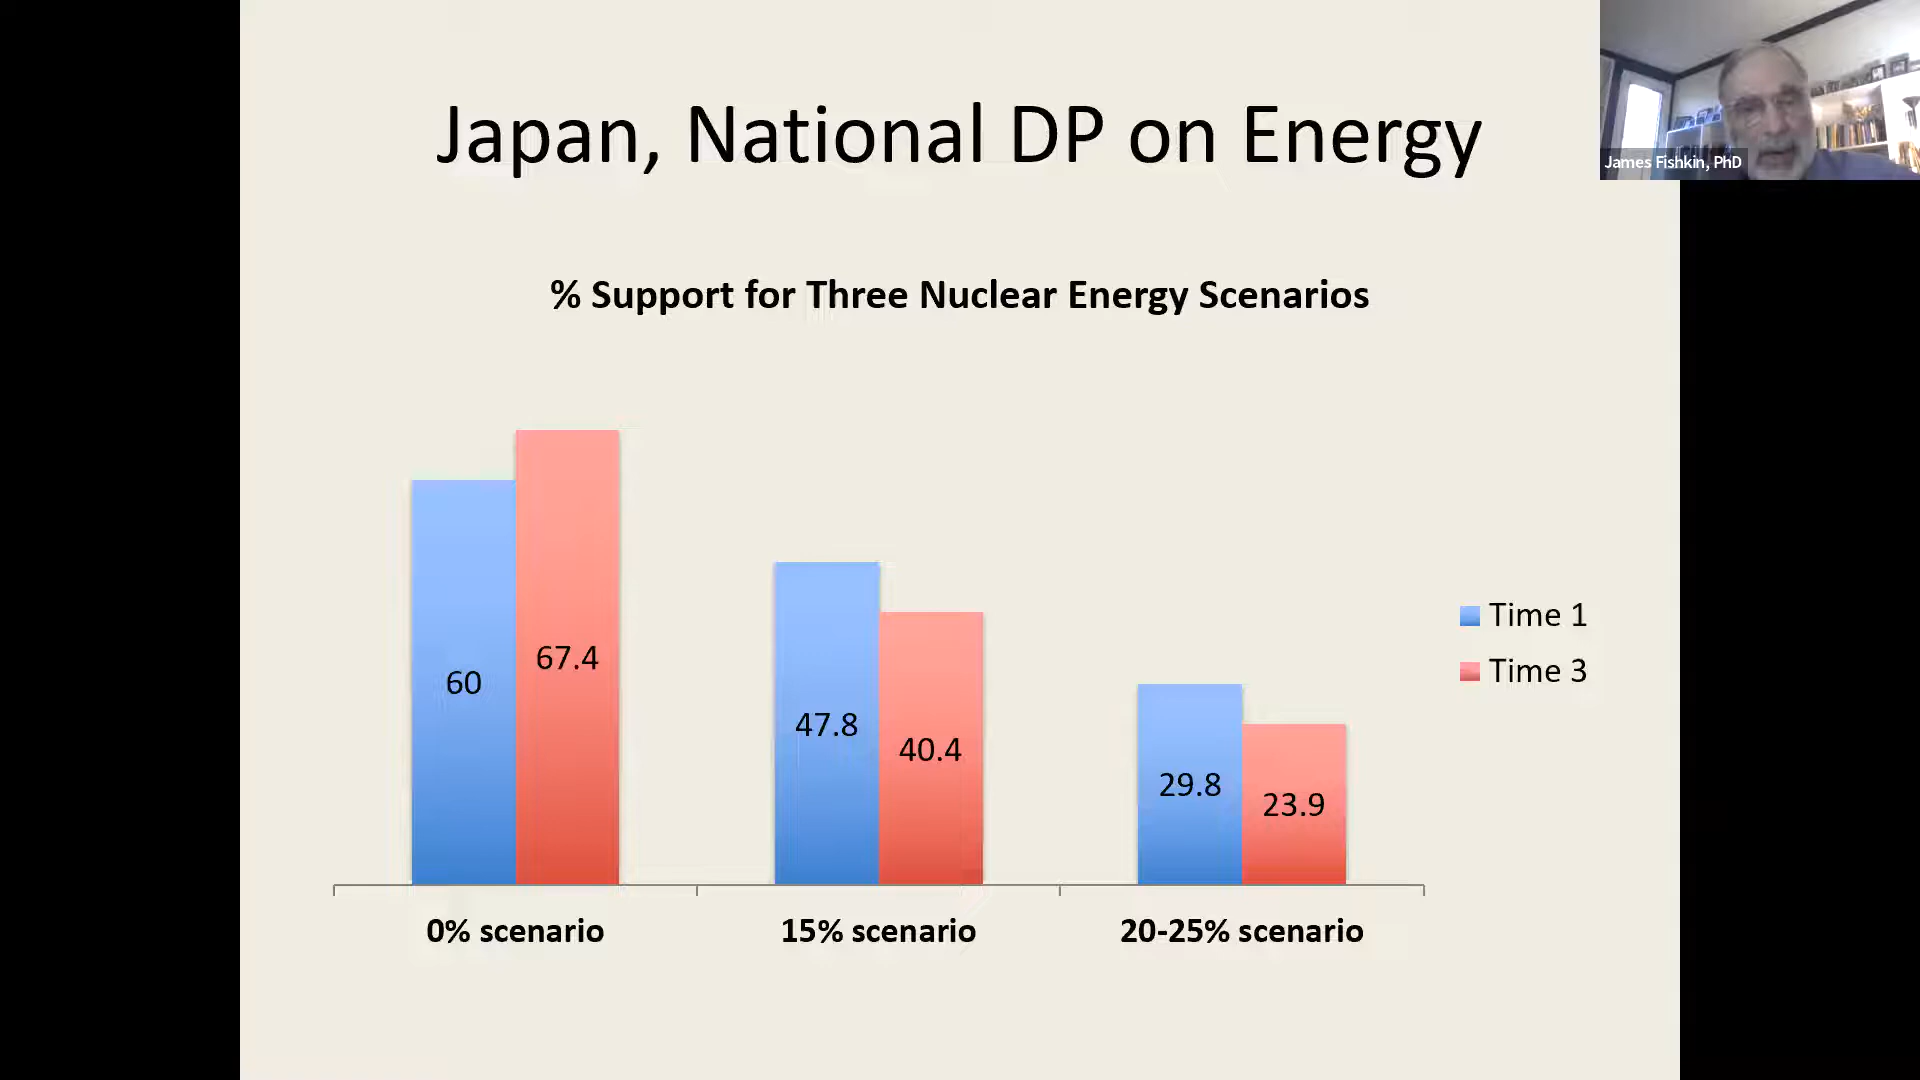 Japan, National DP on Energy
James Fishkin, PhD
% Support for Three Nuclear Energy Scenarios
60
67.4
47.8
40.4
29.8
23.9
Time 1
Time 3
0% scenario
15% scenario
20-25% scenario